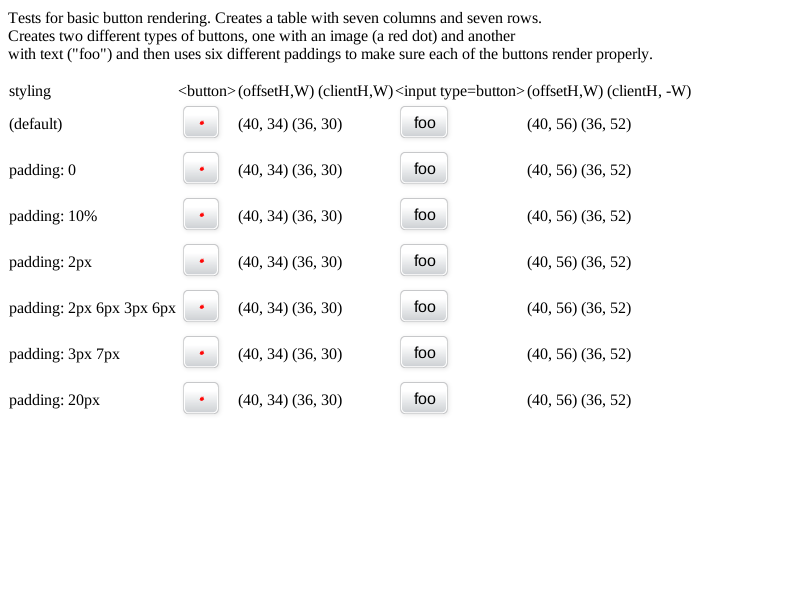 Tests for basic button rendering. Creates a table with seven columns and seven rows.
Creates two different types of buttons, one with an image (a red dot) and another
with text ("foo") and then uses six different paddings to make sure each of the buttons render properly.
styling <button> (offsetH,W) (clientH,W) <input type=button> (offsetH,W) (clientH, -W)
(default) (40, 34) (36, 30) foo (40, 56) (36, 52)
padding: 0 (40, 34) (36, 30) foo (40, 56) (36, 52)
padding: 10% (40, 34) (36, 30) foo (40, 56) (36, 52)
padding: 2px (40, 34) (36, 30) foo (40, 56) (36, 52)
padding: 2px 6px 3px 6px (40, 34) (36, 30) foo (40, 56) (36, 52)
padding: 3px 7px (40, 34) (36, 30) foo (40, 56) (36, 52)
padding: 20px (40, 34) (36, 30) foo (40, 56) (36, 52)